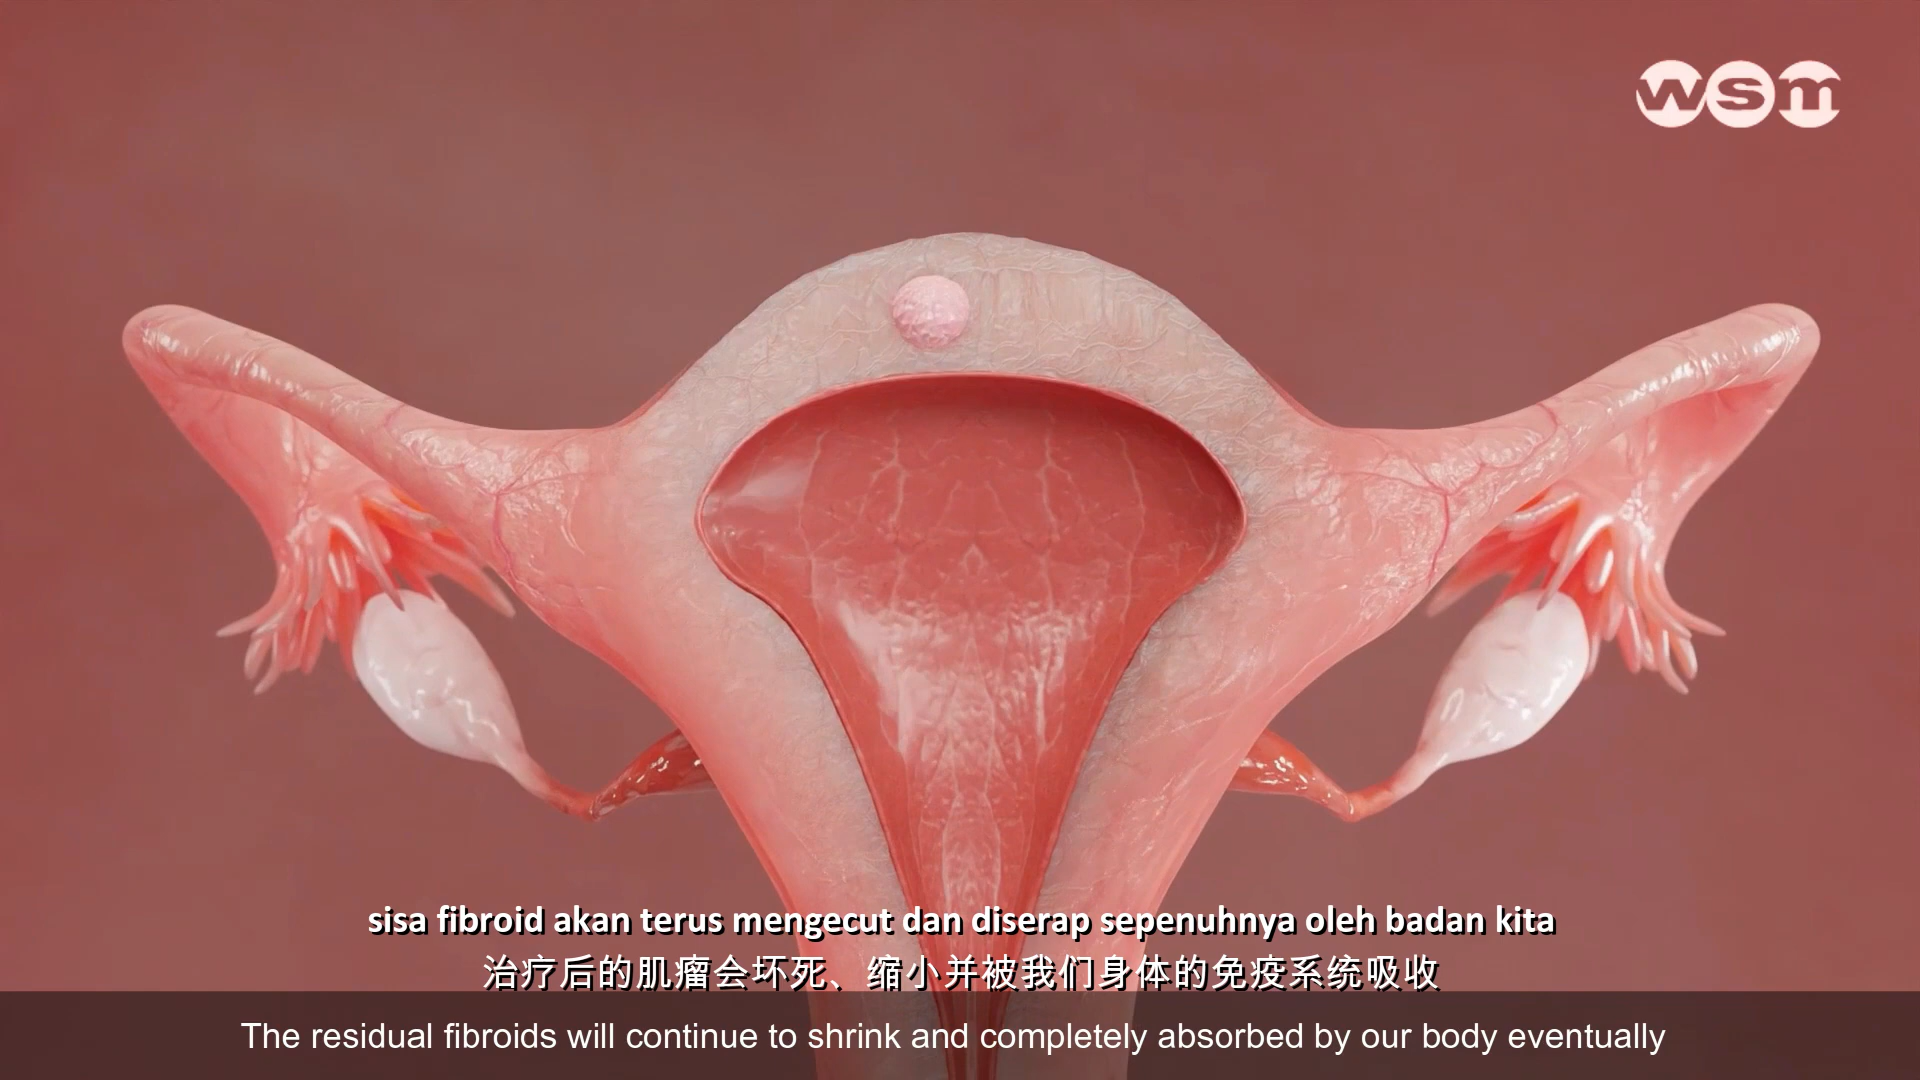 wsm
sisa fibroid akan terus mengecut dan diserap sepenuhnya oleh badan kita
治疗后的肌瘤会坏死、缩小并被我们身体的免疫系统吸收
The residual fibroids will continue to shrink and completely absorbed by our body eventually